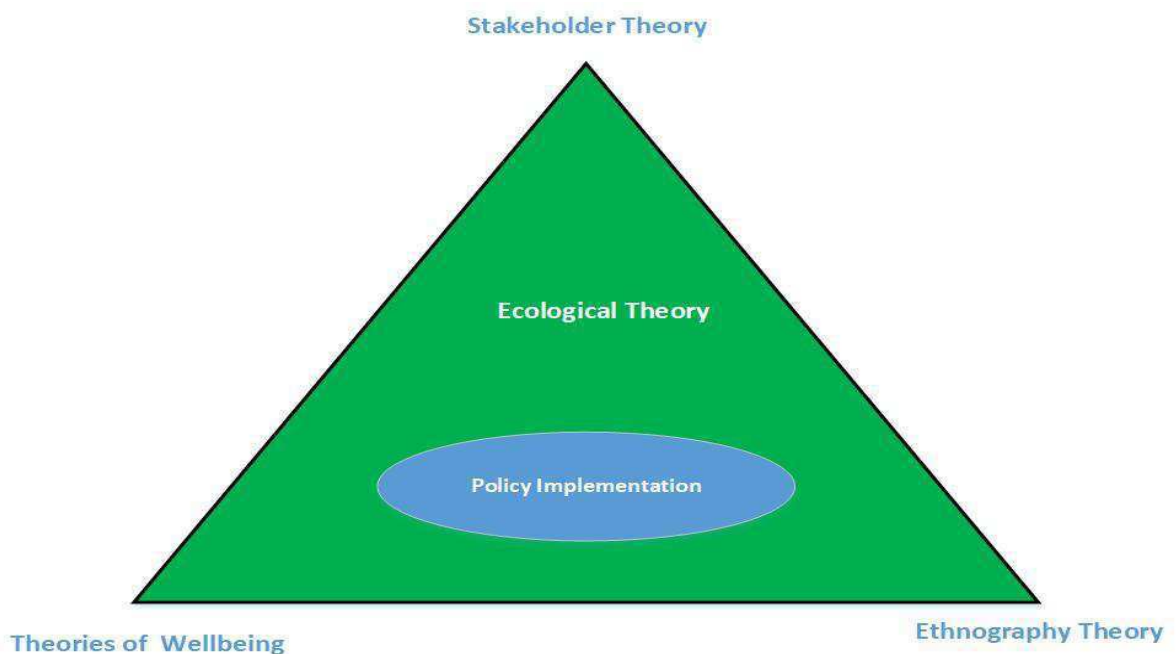 Stakeholder Theory
Ecological Theory
Policy Implementation
Theories of Wellbeing
Ethnography Theory